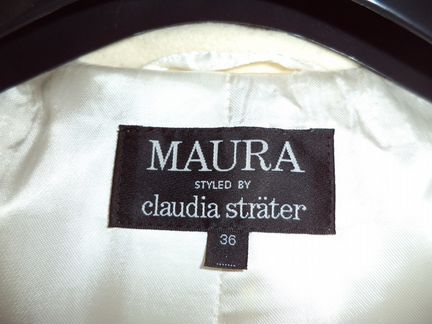 MAURA
STYLED BY
claudia sträter
36